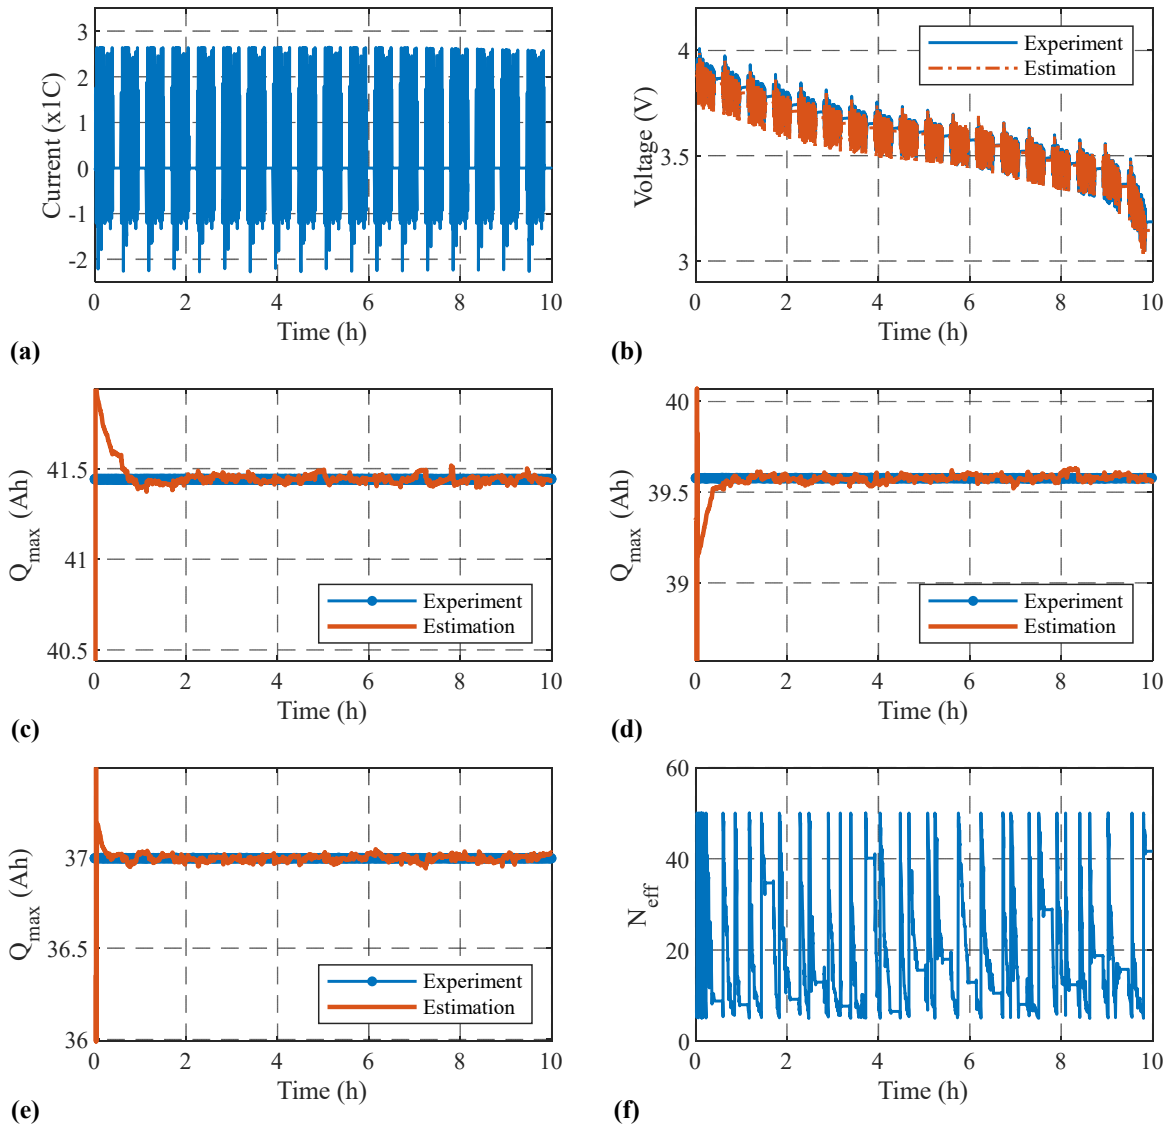 3
2
1
0
-1
-2
Current (x1C)
0 2 4 6 8 10
Time (h)
(a)
4
3.5
3
Voltage (V)
Experiment
Estimation
0 2 4 6 8 10
Time (h)
(b)
41.5
41
40.5
Q_max (Ah)
Experiment
Estimation
0 2 4 6 8 10
Time (h)
(c)
40
39.5
39
Q_max (Ah)
Experiment
Estimation
0 2 4 6 8 10
Time (h)
(d)
37
36.5
36
Q_max (Ah)
Experiment
Estimation
0 2 4 6 8 10
Time (h)
(e)
60
40
20
0
N_eff
0 2 4 6 8 10
Time (h)
(f)